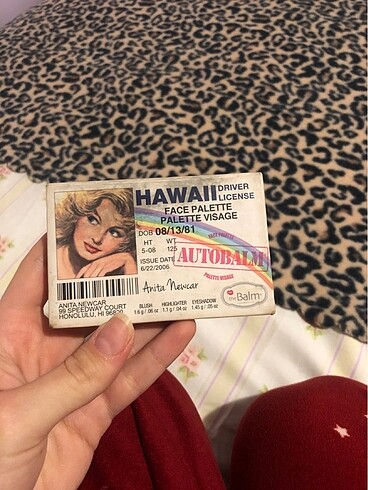 HAWAII DRIVER LICENSE
FACE PALETTE
PALETTE VISAGE
DOB 08/13/81
HT WT
5-08 125
ISSUE DATE
6/22/2006
FACE PALETTE
AUTOBALM
PALETTE VISAGE
Anita Newcar
theBalm
ANITA NEWCAR
99 SPEEDWAY COURT
HONOLULU, HI
BLUSH HIGHLIGHTER EYESHADOW
1.6 g / .06 oz 1.1 g / .04 oz 1.45 g / .05 oz